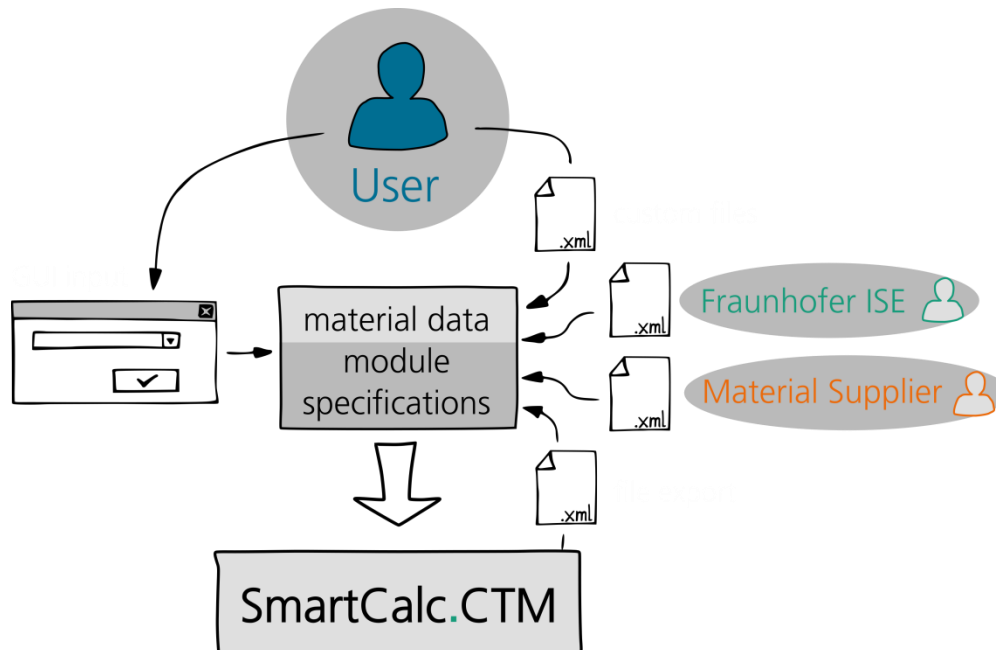 User
.xml
.xml
Fraunhofer ISE
material data
module
specifications
.xml
Material Supplier
.xml
SmartCalc.CTM